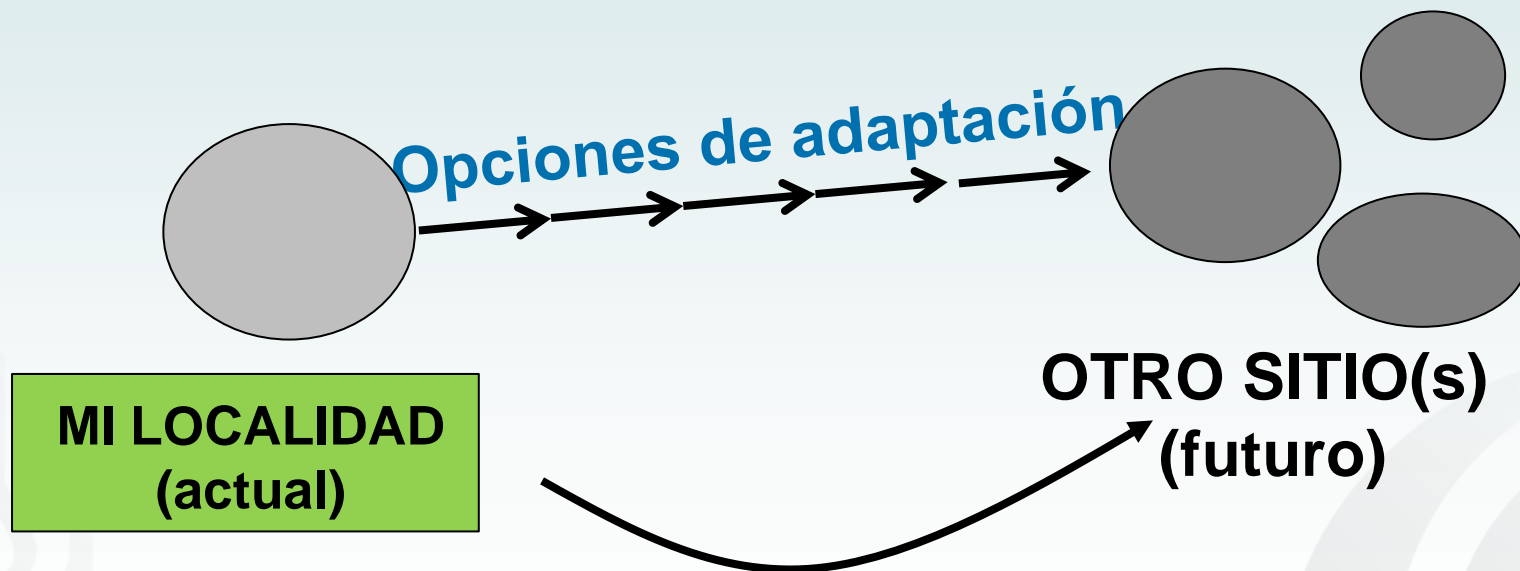 Opciones de adaptación
MI LOCALIDAD
(actual)
OTRO SITIO(s)
(futuro)